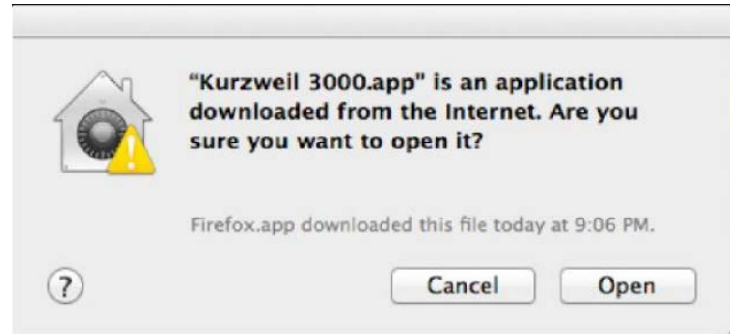 "Kurzweil 3000.app" is an application
downloaded from the Internet. Are you
sure you want to open it?
Firefox.app downloaded this file today at 9:06 PM.
?
Cancel
Open